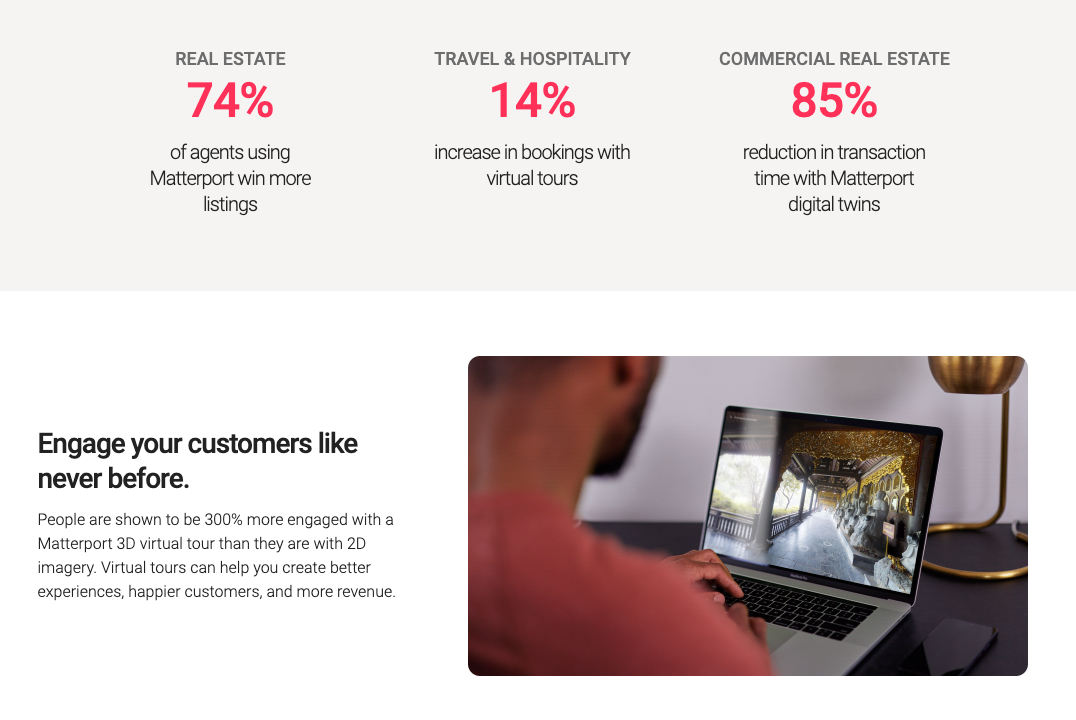 REAL ESTATE
74%
of agents using
Matterport win more
listings
TRAVEL & HOSPITALITY
14%
increase in bookings with
virtual tours
COMMERCIAL REAL ESTATE
85%
reduction in transaction
time with Matterport
digital twins
Engage your customers like
never before.
People are shown to be 300% more engaged with a
Matterport 3D virtual tour than they are with 2D
imagery. Virtual tours can help you create better
experiences, happier customers, and more revenue.